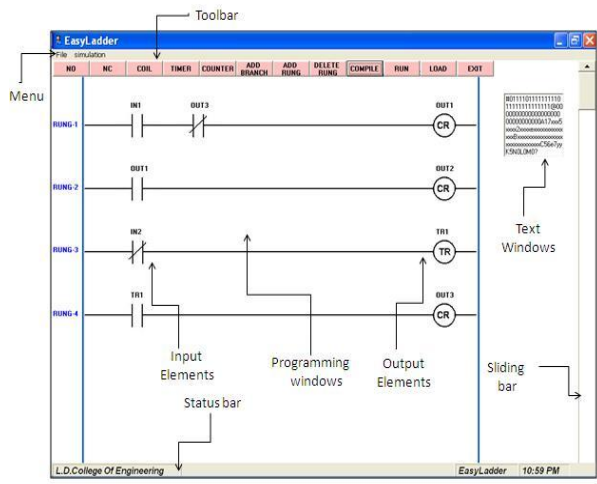 Toolbar
EasyLadder
File simulation
Menu
NO NC COIL TIMER COUNTER ADD BRANCH ADD RUNG DELETE RUNG COMPILE RUN LOAD EXIT
IN1 OUT3 OUT1
RUNG-1 CR
OUT1 OUT2
RUNG-2 CR
IN2 TR1
RUNG-3 TR
TR1 OUT3
RUNG-4 CR
Text
Windows
Input
Elements
Programming
windows
Output
Elements
Sliding
bar
Status bar
L.D.College Of Engineering EasyLadder 10:59 PM